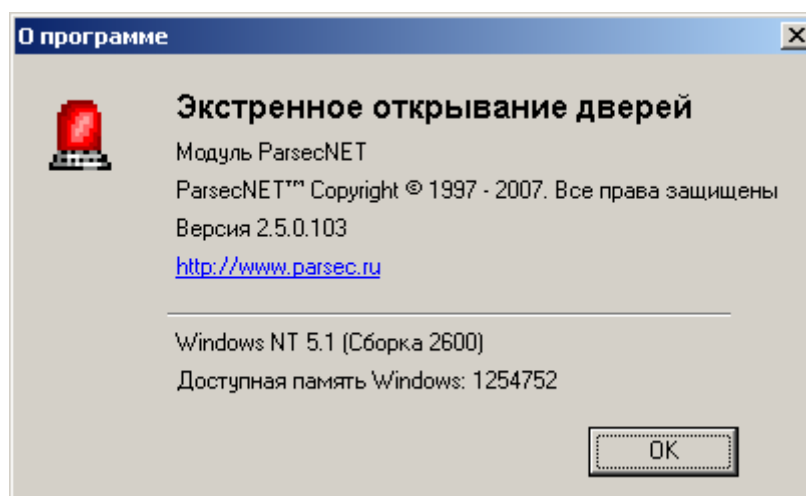 О программе
Экстренное открывание дверей
Модуль ParsecNET
ParsecNET™ Copyright © 1997 - 2007. Все права защищены
Версия 2.5.0.103
http://www.parsec.ru
Windows NT 5.1 (Сборка 2600)
Доступная память Windows: 1254752
OK